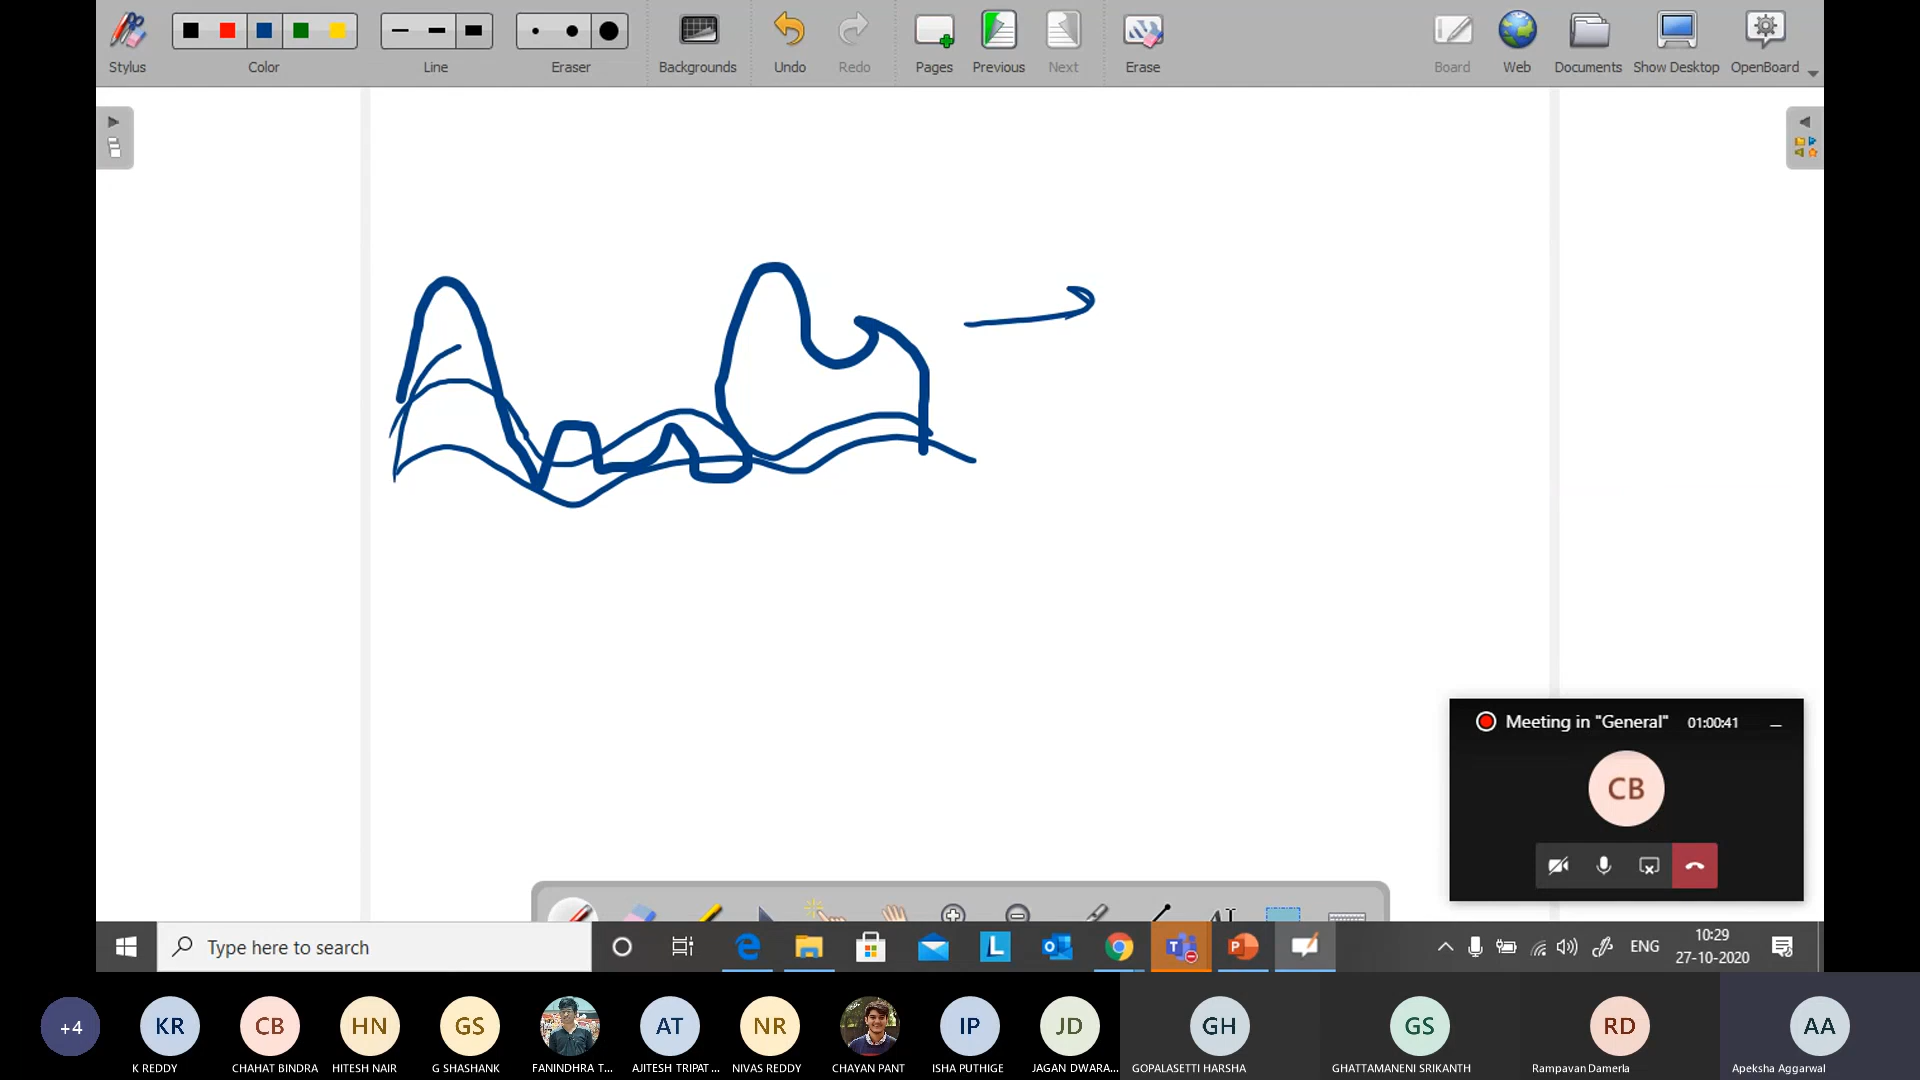 Stylus
Color
Line
Eraser
Backgrounds
Undo
Redo
Pages
Previous
Next
Erase
Board
Web
Documents
Show Desktop
OpenBoard
Meeting in "General" 01:00:41
CB
Type here to search
L
ENG
10:29
27-10-2020
+4
KR
CB
HN
GS
AT
NR
IP
JD
GH
GS
RD
AA
K REDDY
CHAHAT BINDRA
HITESH NAIR
G SHASHANK
FANINDHRA T...
AJITESH TRIPAT...
NIVAS REDDY
CHAYAN PANT
ISHA PUTHIGE
JAGAN DWARA...
GOPALASETTI HARSHA
GHATTAMANENI SRIKANTH
Rampavan Damerla
Apeksha Aggarwal